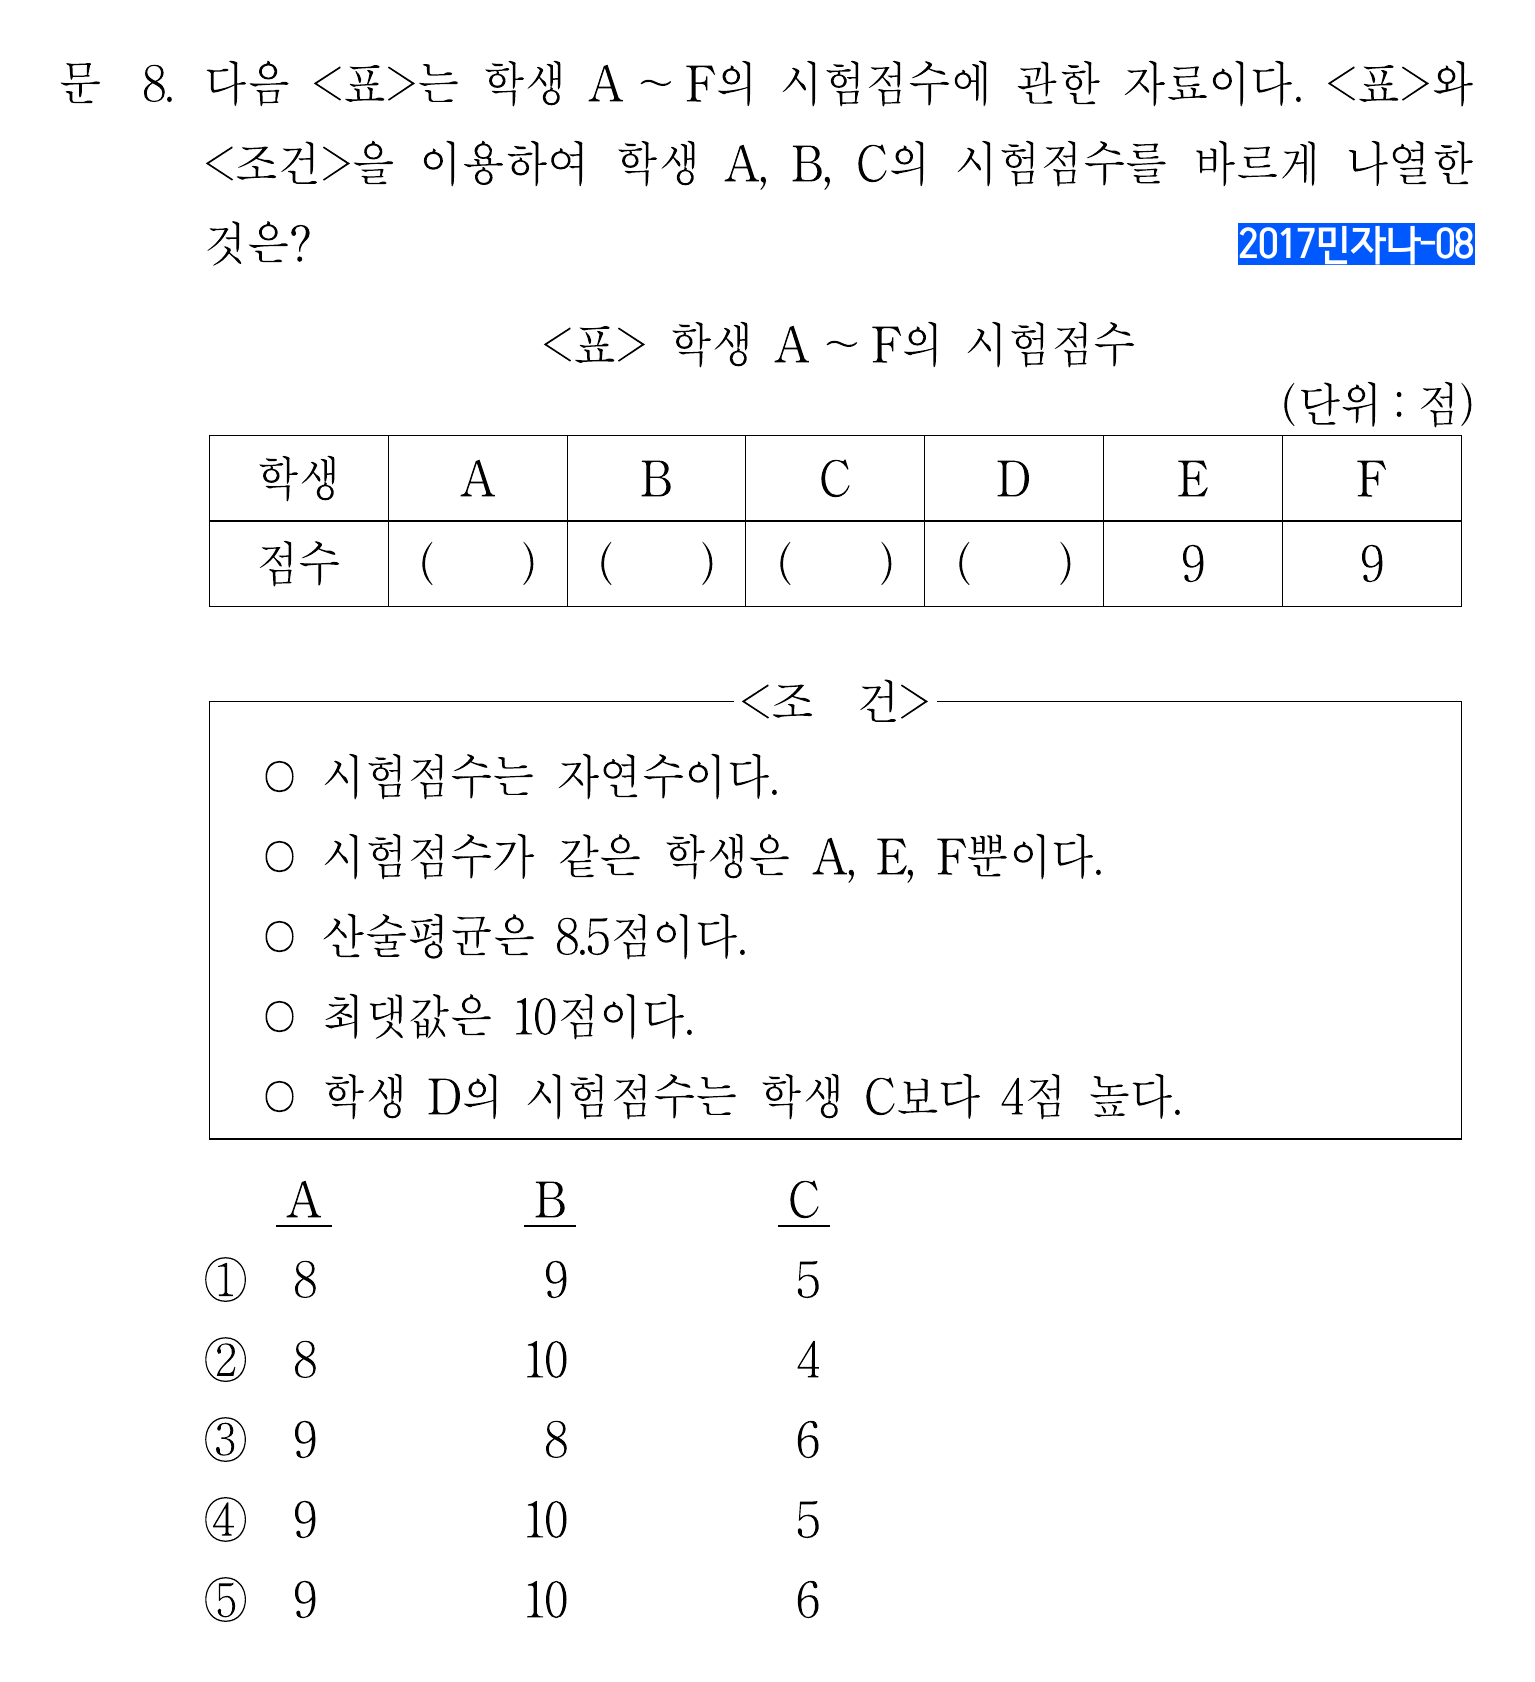 문 8. 다음 <표>는 학생 A ~ F의 시험점수에 관한 자료이다. <표>와
<조건>을 이용하여 학생 A, B, C의 시험점수를 바르게 나열한
것은? 2017민자나-08
<표> 학생 A ~ F의 시험점수
(단위 : 점)
학생 A B C D E F
점수 ( ) ( ) ( ) ( ) 9 9
<조 건>
○ 시험점수는 자연수이다.
○ 시험점수가 같은 학생은 A, E, F뿐이다.
○ 산술평균은 8.5점이다.
○ 최댓값은 10점이다.
○ 학생 D의 시험점수는 학생 C보다 4점 높다.
A B C
① 8 9 5
② 8 10 4
③ 9 8 6
④ 9 10 5
⑤ 9 10 6